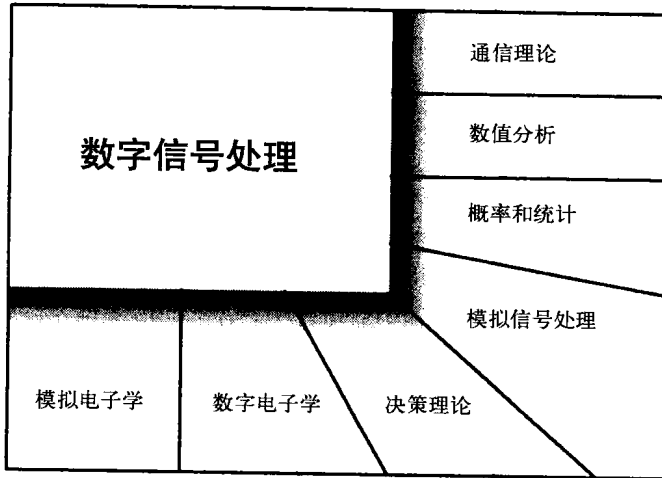 数字信号处理
通信理论
数值分析
概率和统计
模拟信号处理
模拟电子学
数字电子学
决策理论